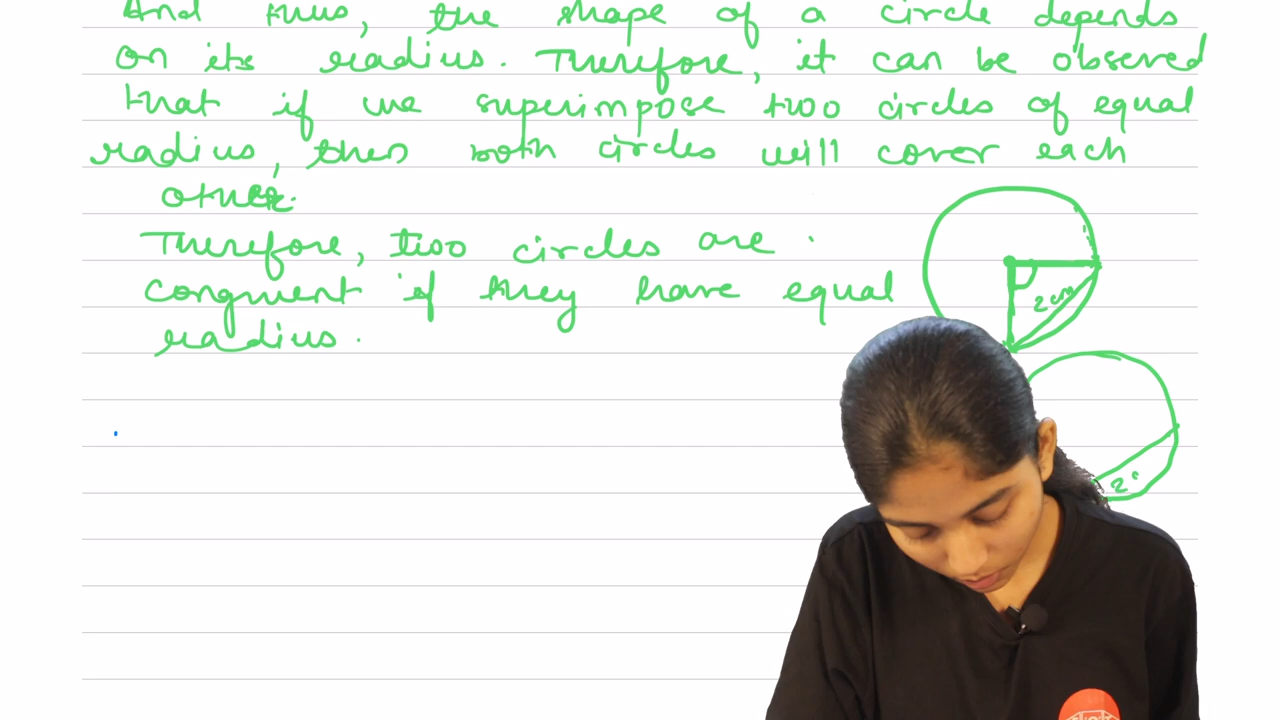 And thus, the shape of a circle depends
on its radius. Therefore, it can be observed
that if we superimpose two circles of equal
radius, then both circles will cover each
other.
Therefore, two circles are
congruent if they have equal
radius.
2cm
2